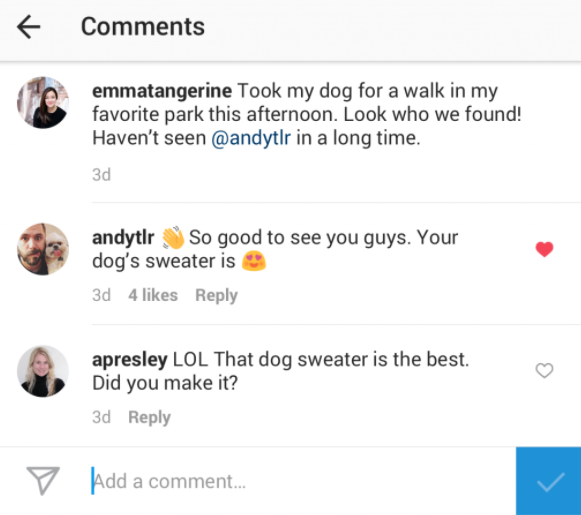 Comments
emmatangerine Took my dog for a walk in my
favorite park this afternoon. Look who we found!
Haven't seen @andytlr in a long time.
3d
andytlr 👋 So good to see you guys. Your
dog's sweater is 😍
3d 4 likes Reply
apresley LOL That dog sweater is the best.
Did you make it?
3d Reply
Add a comment...